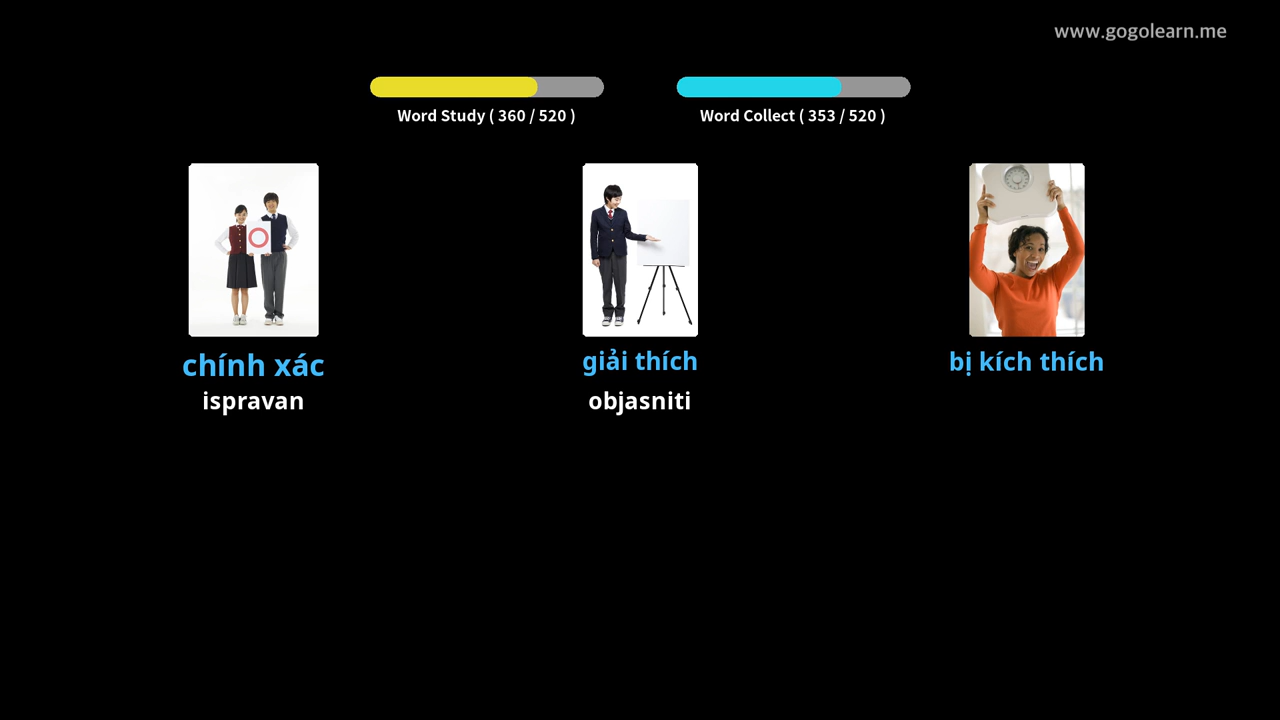 www.gogolearn.me
Word Study ( 360 / 520 )
Word Collect ( 353 / 520 )
chính xác
ispravan
giải thích
objasniti
bị kích thích